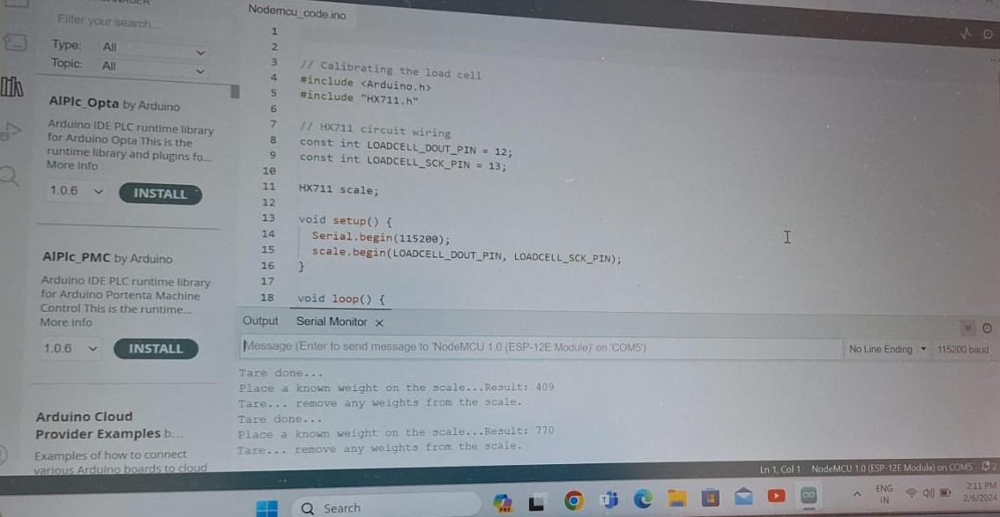 Filter your search...
Type: All
Topic: All
AlPlc_Opta by Arduino
Arduino IDE PLC runtime library
for Arduino Opta This is the
runtime library and plugins fo...
More info
1.0.6
INSTALL
AlPlc_PMC by Arduino
Arduino IDE PLC runtime library
for Arduino Portenta Machine
Control This is the runtime...
More info
1.0.6
INSTALL
Arduino Cloud
Provider Examples b...
Examples of how to connect
various Arduino boards to cloud
Nodemcu_code.ino
1
2
3 // Calibrating the load cell
4 #include <Arduino.h>
5 #include "HX711.h"
6
7 // HX711 circuit wiring
8 const int LOADCELL_DOUT_PIN = 12;
9 const int LOADCELL_SCK_PIN = 13;
10
11 HX711 scale;
12
13 void setup() {
14 Serial.begin(115200);
15 scale.begin(LOADCELL_DOUT_PIN, LOADCELL_SCK_PIN);
16 }
17
18 void loop() {
Output Serial Monitor
Message (Enter to send message to 'NodeMCU 1.0 (ESP-12E Module)' on 'COM5')
No Line Ending 115200 baud
Tare done...
Place a known weight on the scale...Result: 409
Tare... remove any weights from the scale.
Tare done...
Place a known weight on the scale...Result: 770
Tare... remove any weights from the scale.
Ln 1, Col 1 NodeMCU 1.0 (ESP-12E Module) on COM5 2
Search
PRE
ENG
IN
2:11 PM
2/6/2024